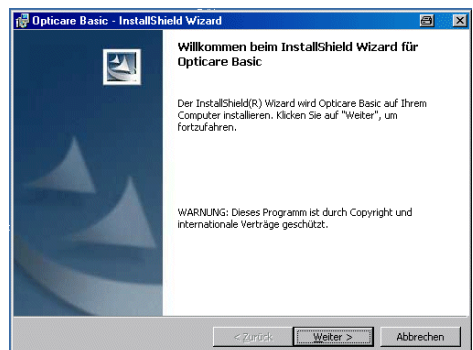 Opticare Basic - InstallShield Wizard
Willkommen beim InstallShield Wizard für
Opticare Basic
Der InstallShield(R) Wizard wird Opticare Basic auf Ihrem
Computer installieren. Klicken Sie auf "Weiter", um
fortzufahren.
WARNUNG: Dieses Programm ist durch Copyright und
internationale Verträge geschützt.
< Zurück
Weiter >
Abbrechen